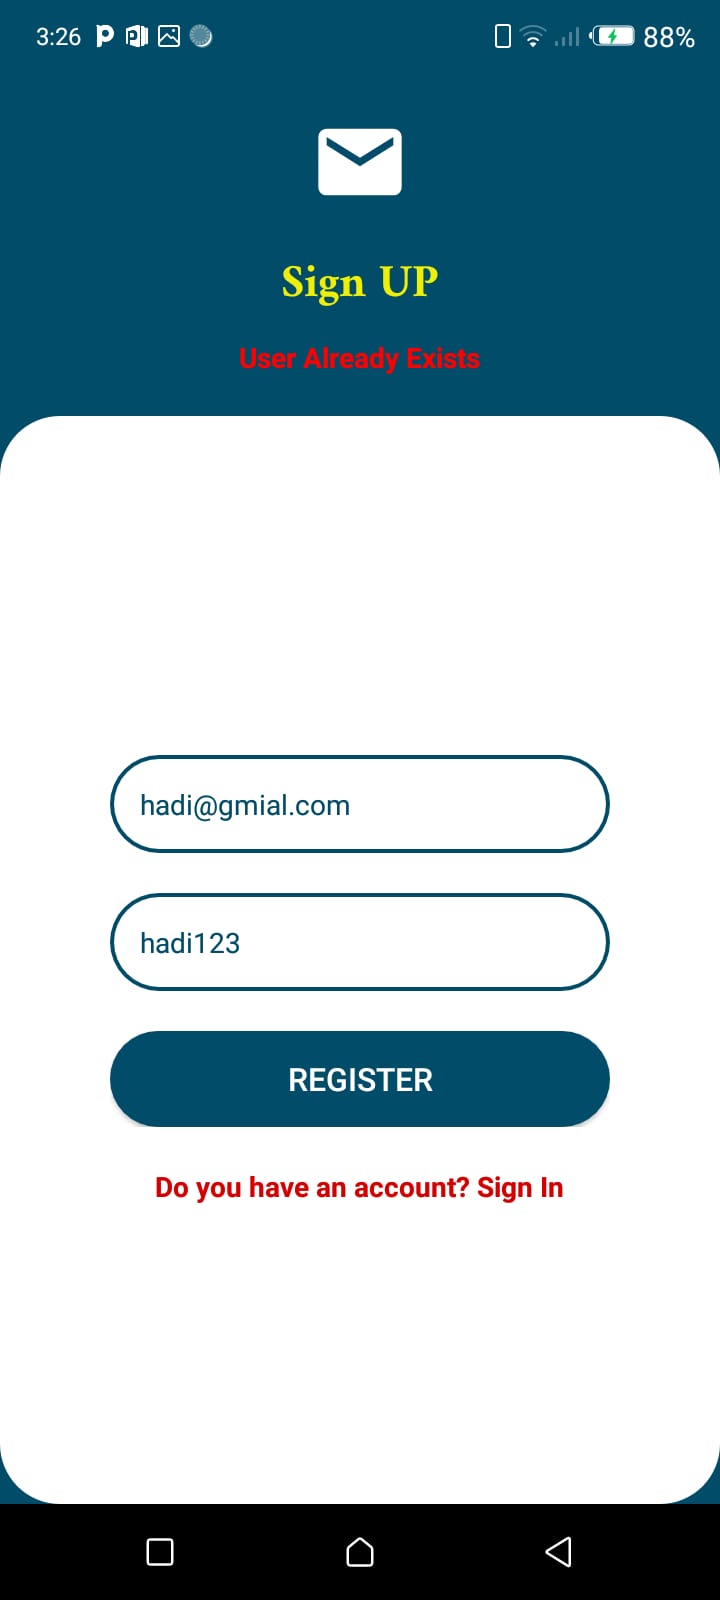 3:26 88%
Sign UP
User Already Exists
hadi@gmial.com
hadi123
REGISTER
Do you have an account? Sign In